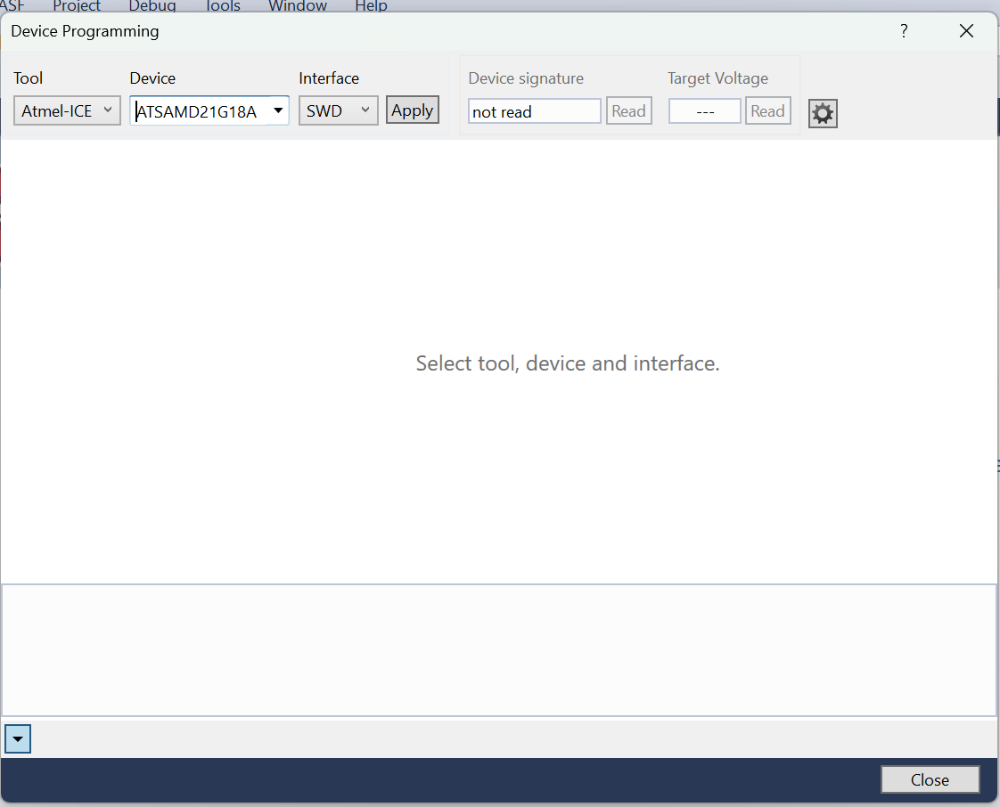 ASF Project Debug Tools Window Help
Device Programming ?
Tool Device Interface Device signature Target Voltage
Atmel-ICE ATSAMD21G18A SWD Apply not read Read --- Read
Select tool, device and interface.
Close